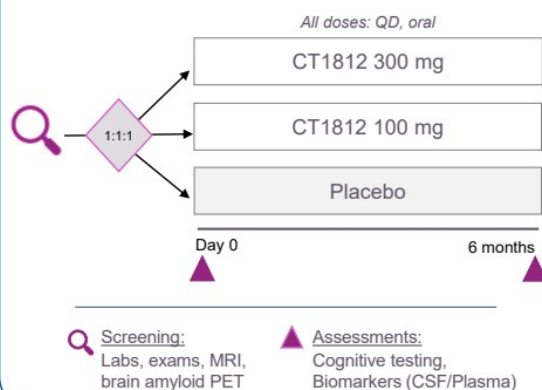 All doses: QD, oral
CT1812 300 mg
1:1:1
CT1812 100 mg
Placebo
Day 0
6 months
Screening:
Labs, exams, MRI,
brain amyloid PET
Assessments:
Cognitive testing,
Biomarkers (CSF/Plasma)